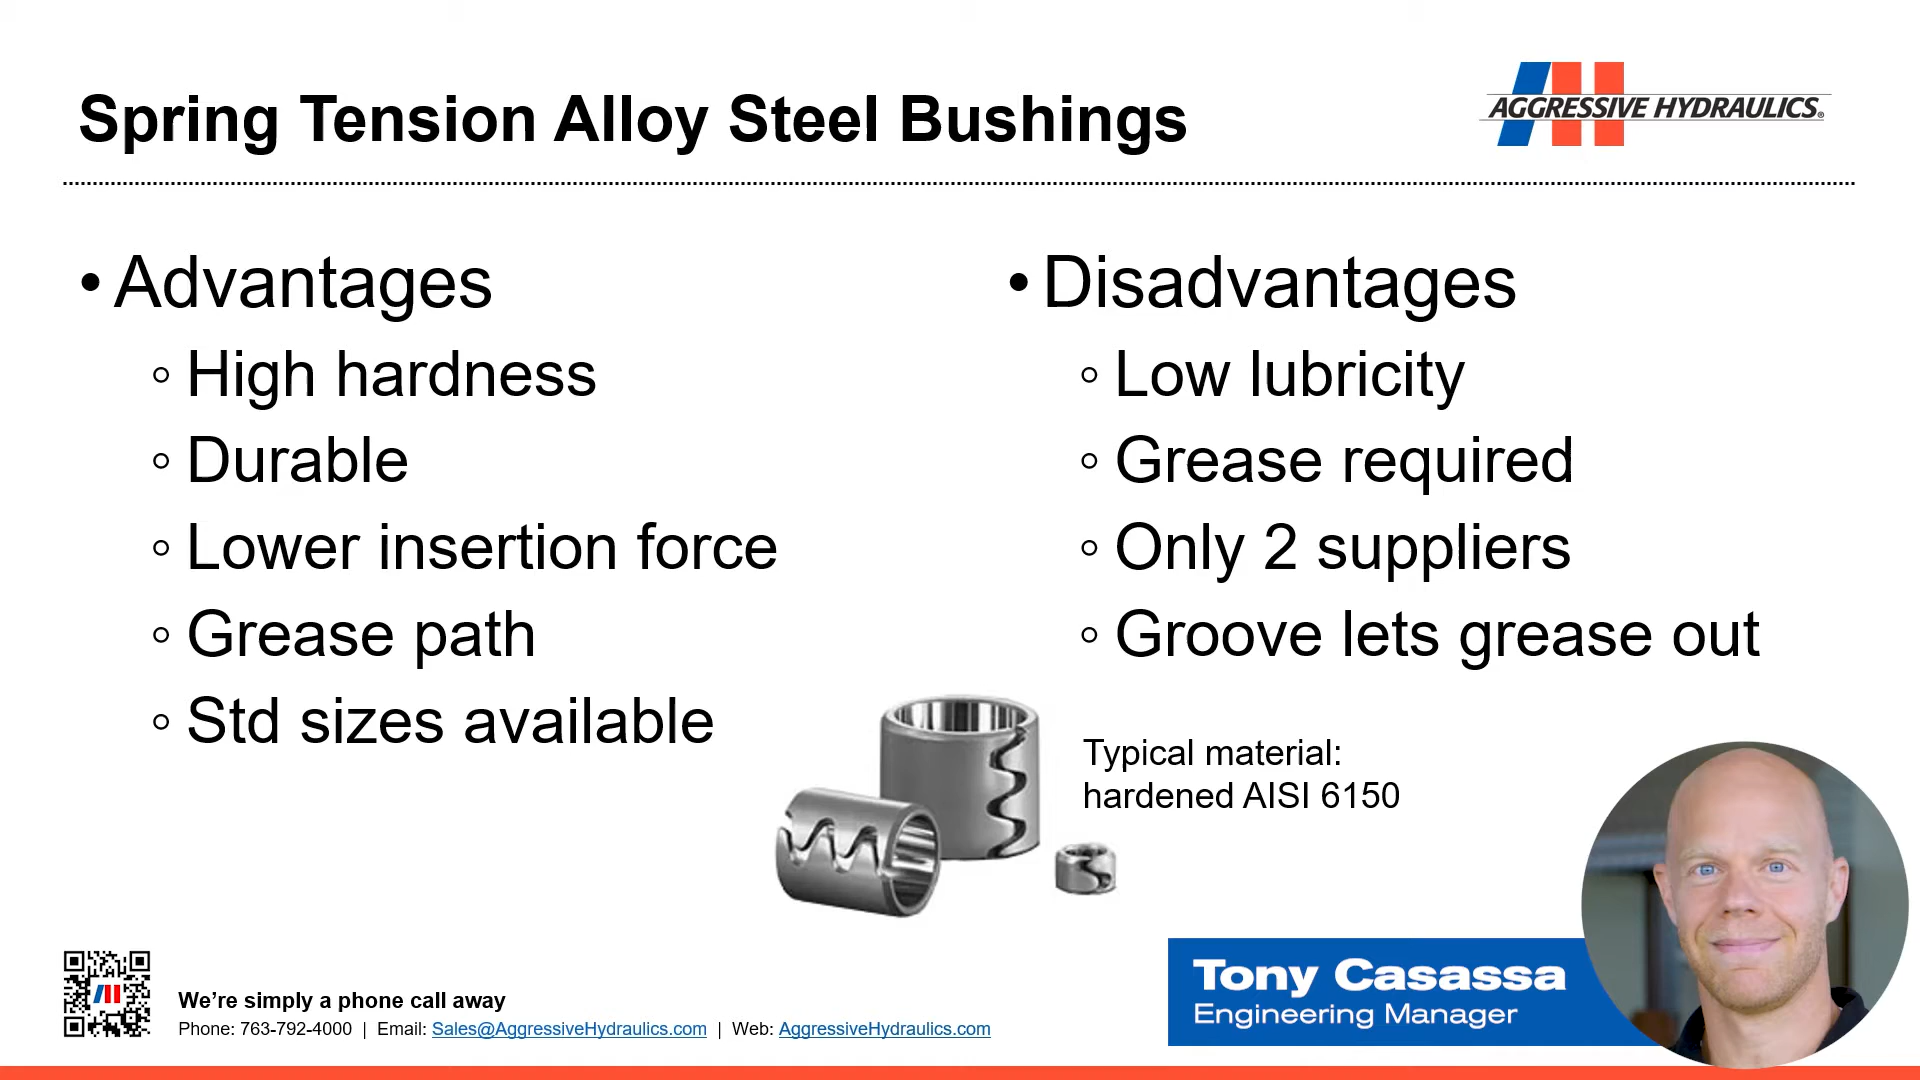 Spring Tension Alloy Steel Bushings
AGGRESSIVE HYDRAULICS®
• Advantages
◦ High hardness
◦ Durable
◦ Lower insertion force
◦ Grease path
◦ Std sizes available
• Disadvantages
◦ Low lubricity
◦ Grease required
◦ Only 2 suppliers
◦ Groove lets grease out
Typical material:
hardened AISI 6150
Tony Casassa
Engineering Manager
We’re simply a phone call away
Phone: 763-792-4000 | Email: Sales@AggressiveHydraulics.com | Web: AggressiveHydraulics.com